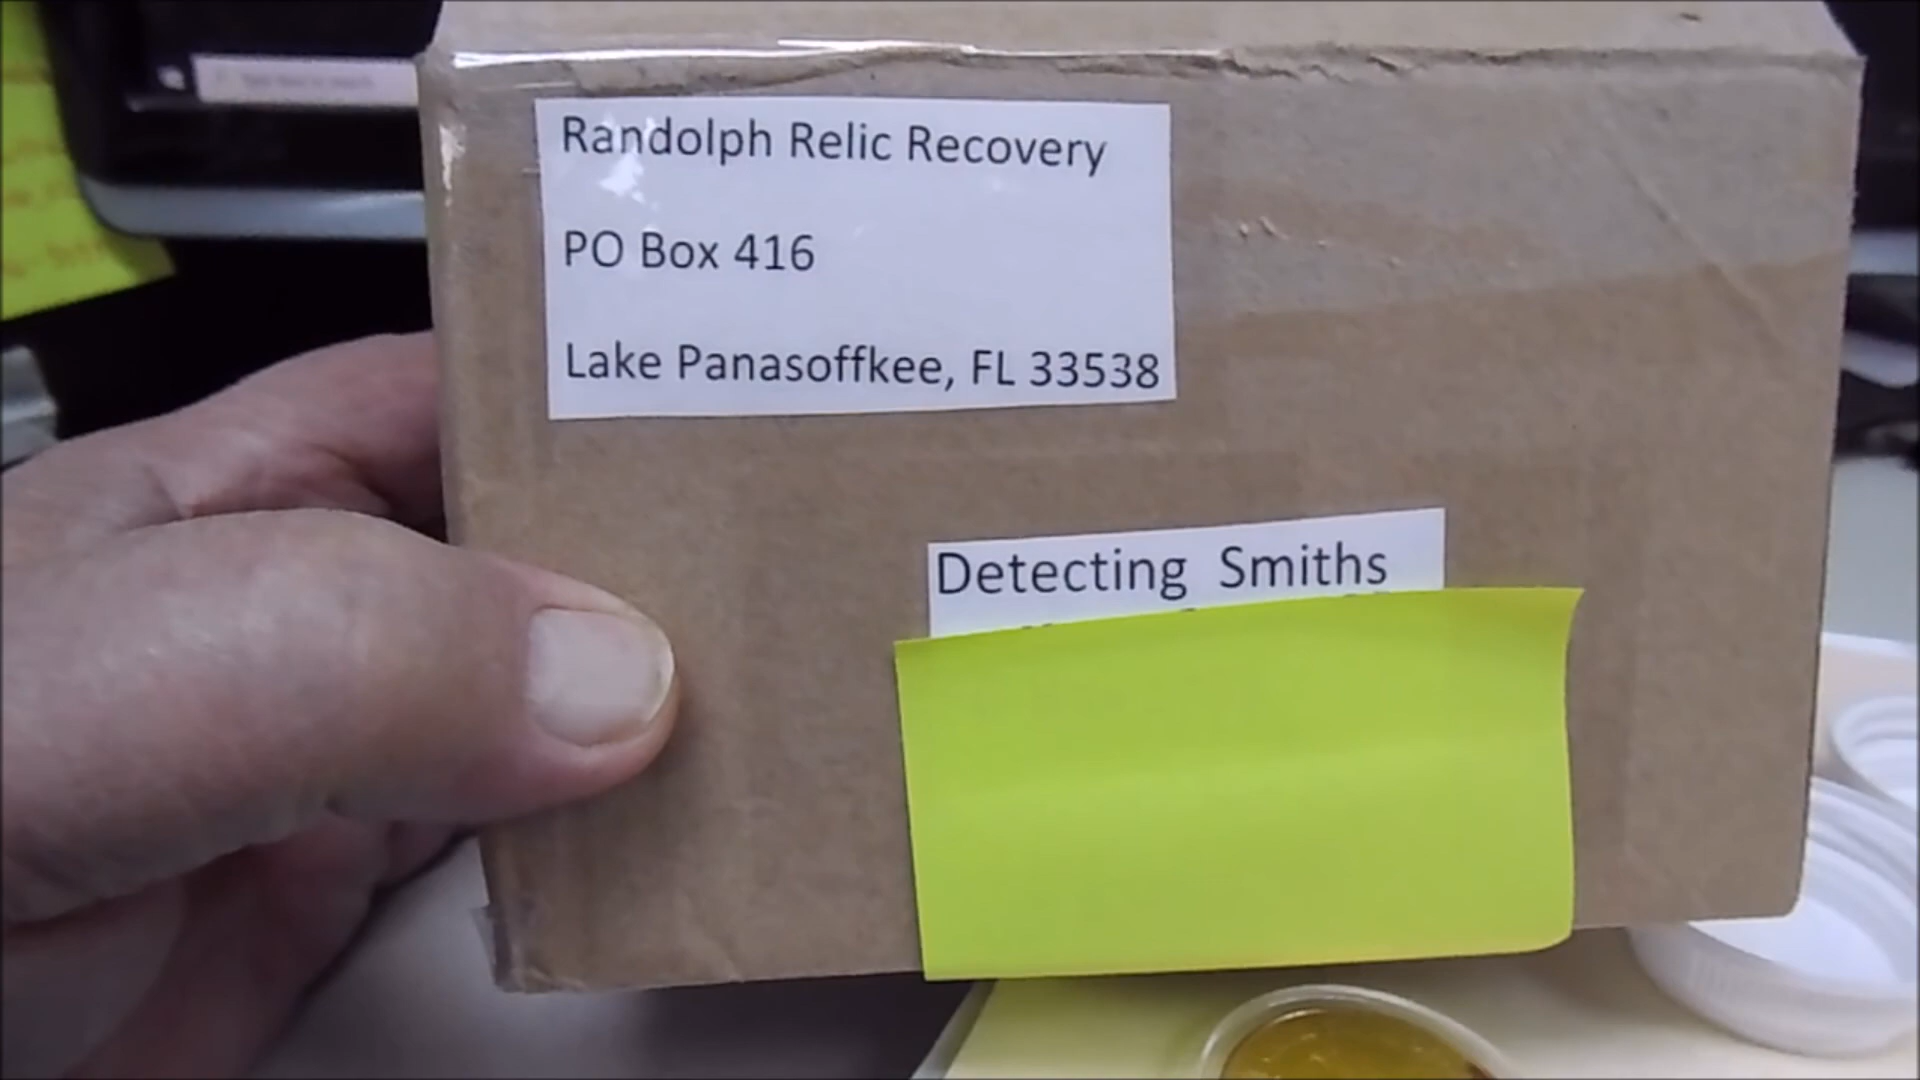 Randolph Relic Recovery
PO Box 416
Lake Panasoffkee, FL 33538
Detecting Smiths